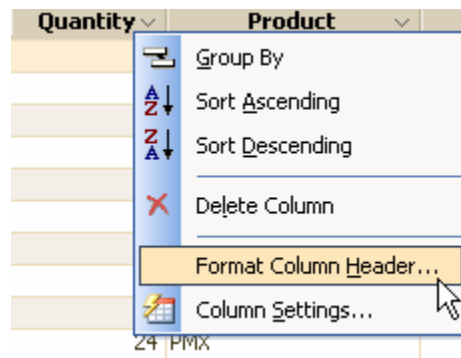 Quantity Product
Group By
Sort Ascending
Sort Descending
Delete Column
Format Column Header...
Column Settings...
24 PMX